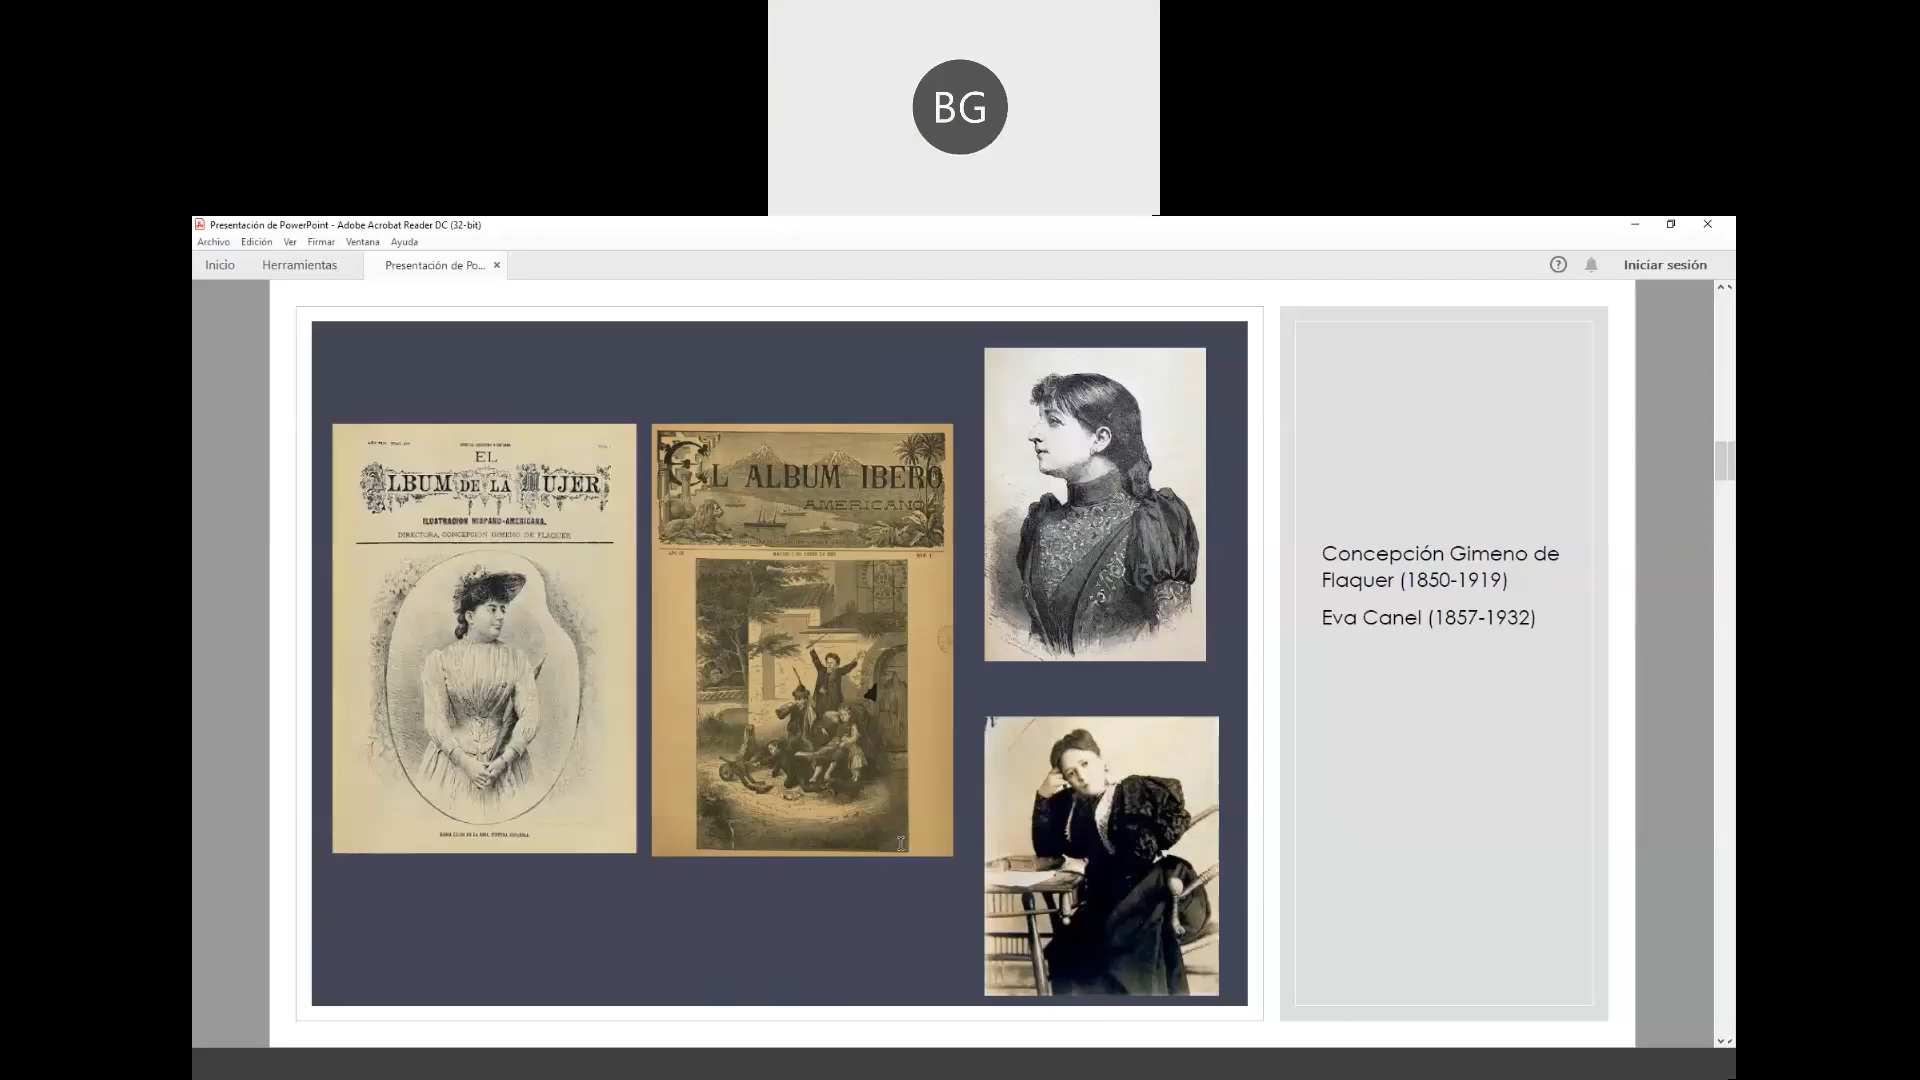 BG
Presentación de PowerPoint - Adobe Acrobat Reader DC (32-bit)
Archivo Edición Ver Firmar Ventana Ayuda
Inicio Herramientas Presentación de Po... Iniciar sesión
EL
ALBUM DE LA MUJER
ILUSTRACION HISPANO-AMERICANA.
DIRECTORA, CONCEPCION GIMENO DE FLAQUER
EL ALBUM IBERO
AMERICANO
Concepción Gimeno de
Flaquer (1850-1919)
Eva Canel (1857-1932)